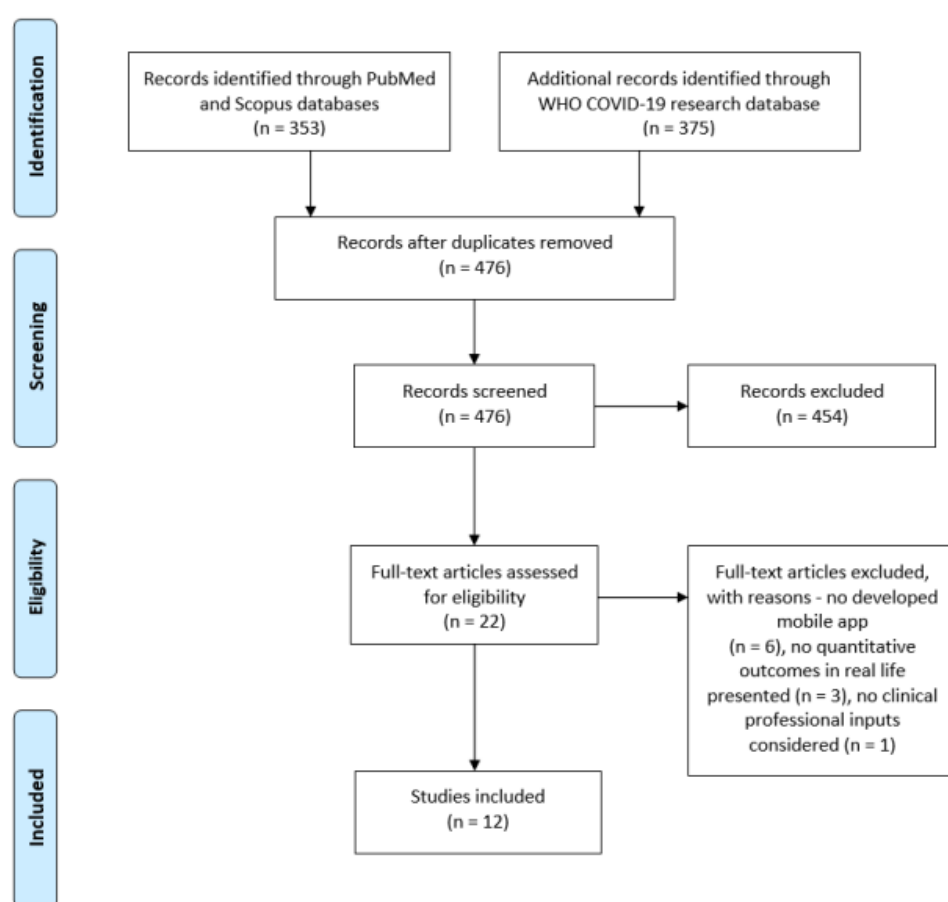 Identification
Records identified through PubMed
and Scopus databases
(n = 353)
Additional records identified through
WHO COVID-19 research database
(n = 375)
Records after duplicates removed
(n = 476)
Screening
Records screened
(n = 476)
Records excluded
(n = 454)
Eligibility
Full-text articles assessed
for eligibility
(n = 22)
Full-text articles excluded,
with reasons - no developed
mobile app
(n = 6), no quantitative
outcomes in real life
presented (n = 3), no clinical
professional inputs
considered (n = 1)
Included
Studies included
(n = 12)